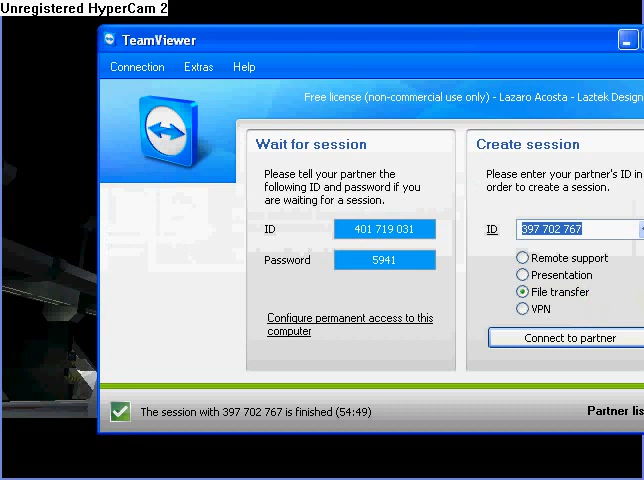 Unregistered HyperCam 2
TeamViewer
Connection Extras Help
Free license (non-commercial use only) - Lazaro Acosta - Laztek Design
Wait for session
Please tell your partner the
following ID and password if you
are waiting for a session.
ID 401 719 031
Password 5941
Configure permanent access to this
computer
Create session
Please enter your partner's ID in
order to create a session.
ID 397 702 767
Remote support
Presentation
File transfer
VPN
Connect to partner
The session with 397 702 767 is finished (54:49)
Partner lis